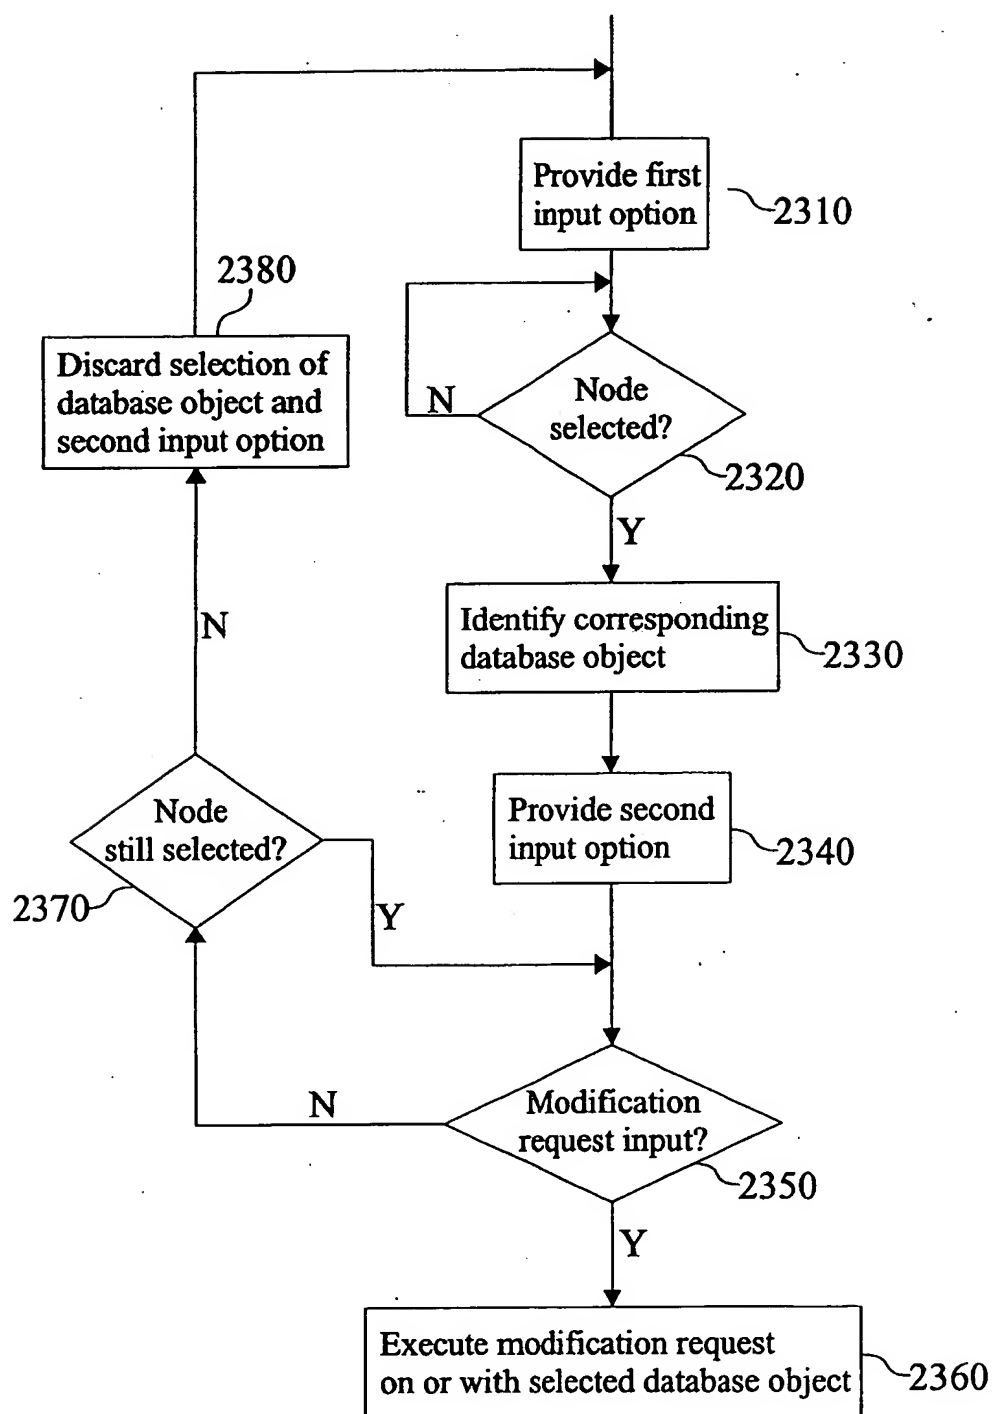 Provide first
input option
2310
2380
Discard selection of
database object and
second input option
N
Node
selected?
2320
Y
Identify corresponding
database object
2330
N
Provide second
input option
2340
Node
still selected?
2370
Y
N
Modification
request input?
2350
Y
Execute modification request
on or with selected database object
2360